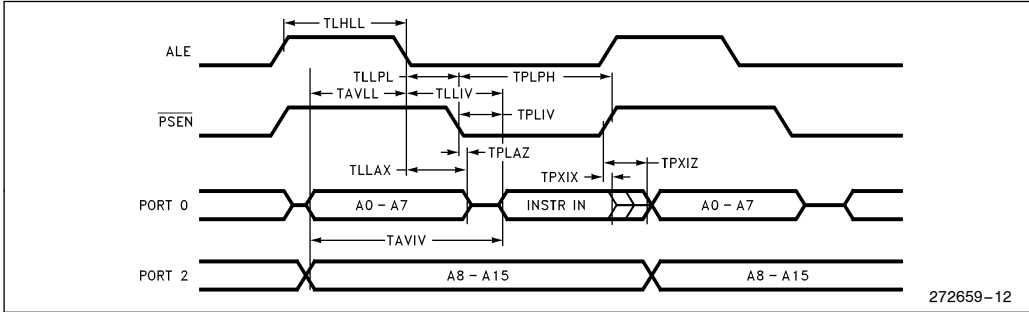 TLHLL
ALE
TLLPL
TPLPH
TAVLL
TLLIV
PSEN
TPLIV
TPLAZ
TLLAX
TPXIZ
TPXIX
PORT 0
A0 – A7
INSTR IN
A0 – A7
TAVIV
PORT 2
A8 – A15
A8 – A15
272659–12